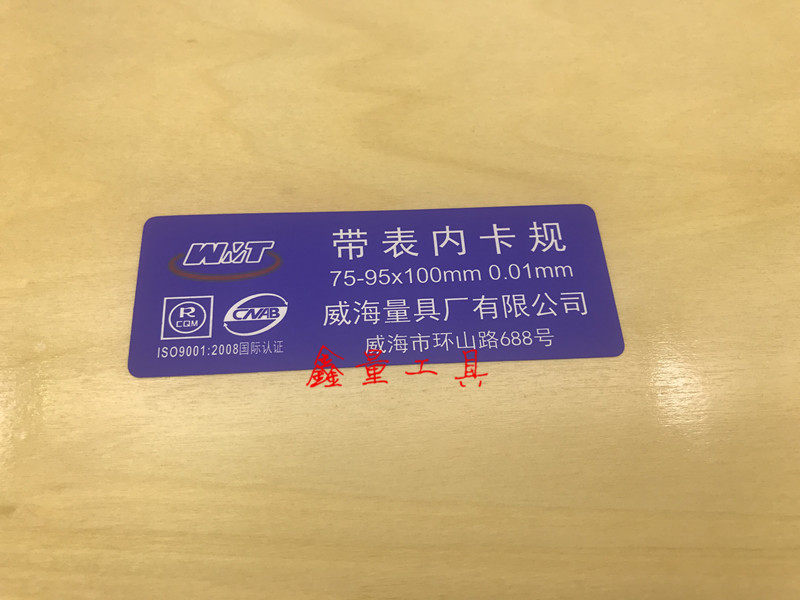 WMT
带表内卡规
75-95x100mm 0.01mm
威海量具厂有限公司
威海市环山路688号
R
CQM
CNAB
ISO9001:2008国际认证
鑫量工具